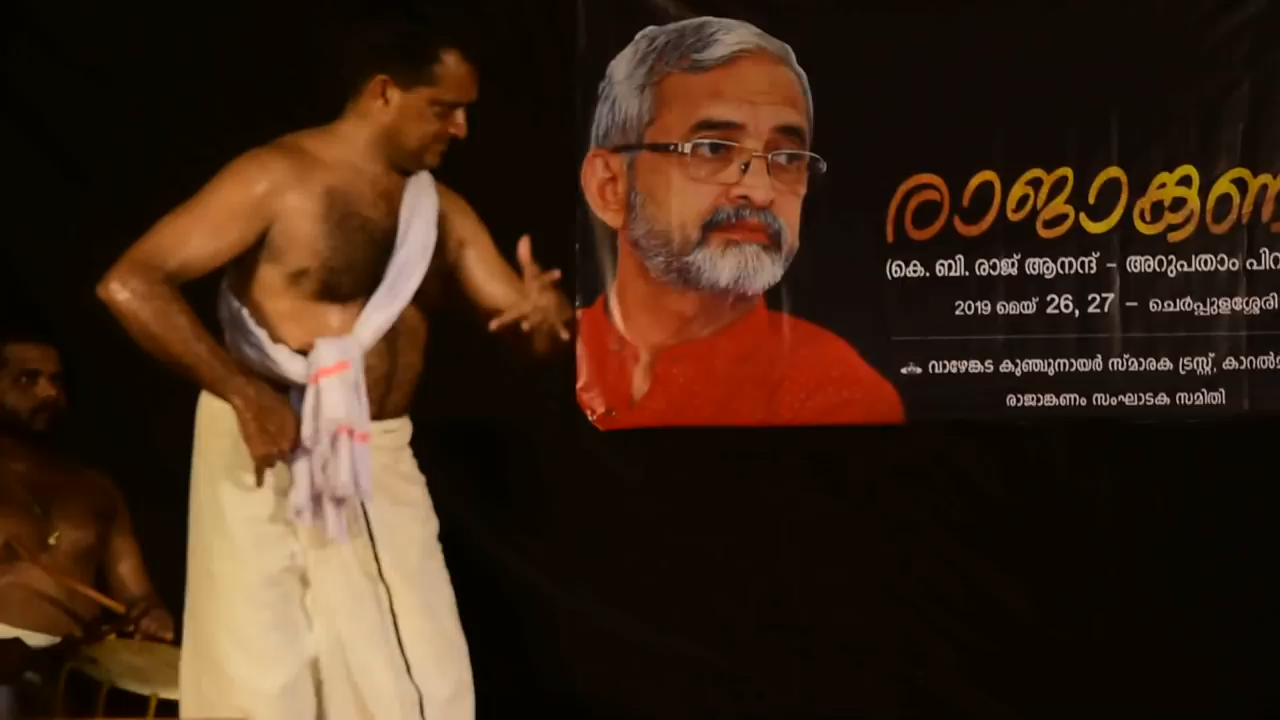 രാജാങ്കണ
(കെ. ബി. രാജ് ആനന്ദ് – അറുപതാം പിറ
2019 മെയ് 26, 27 – ചെർപ്പുളശ്ശേരി
വാഴേങ്കട കുഞ്ചുനായർ സ്മാരക ട്രസ്റ്റ്, കാറൽമ
രാജാങ്കണം സംഘാടക സമിതി